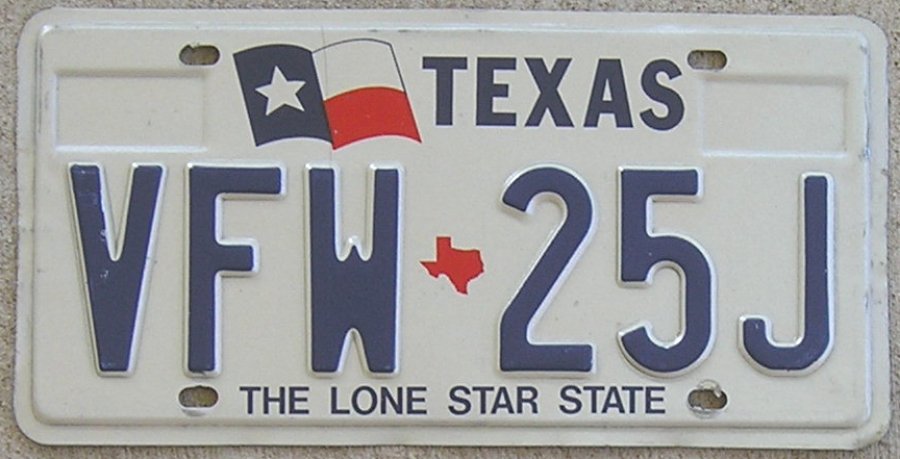 TEXAS
VFW 25J
THE LONE STAR STATE